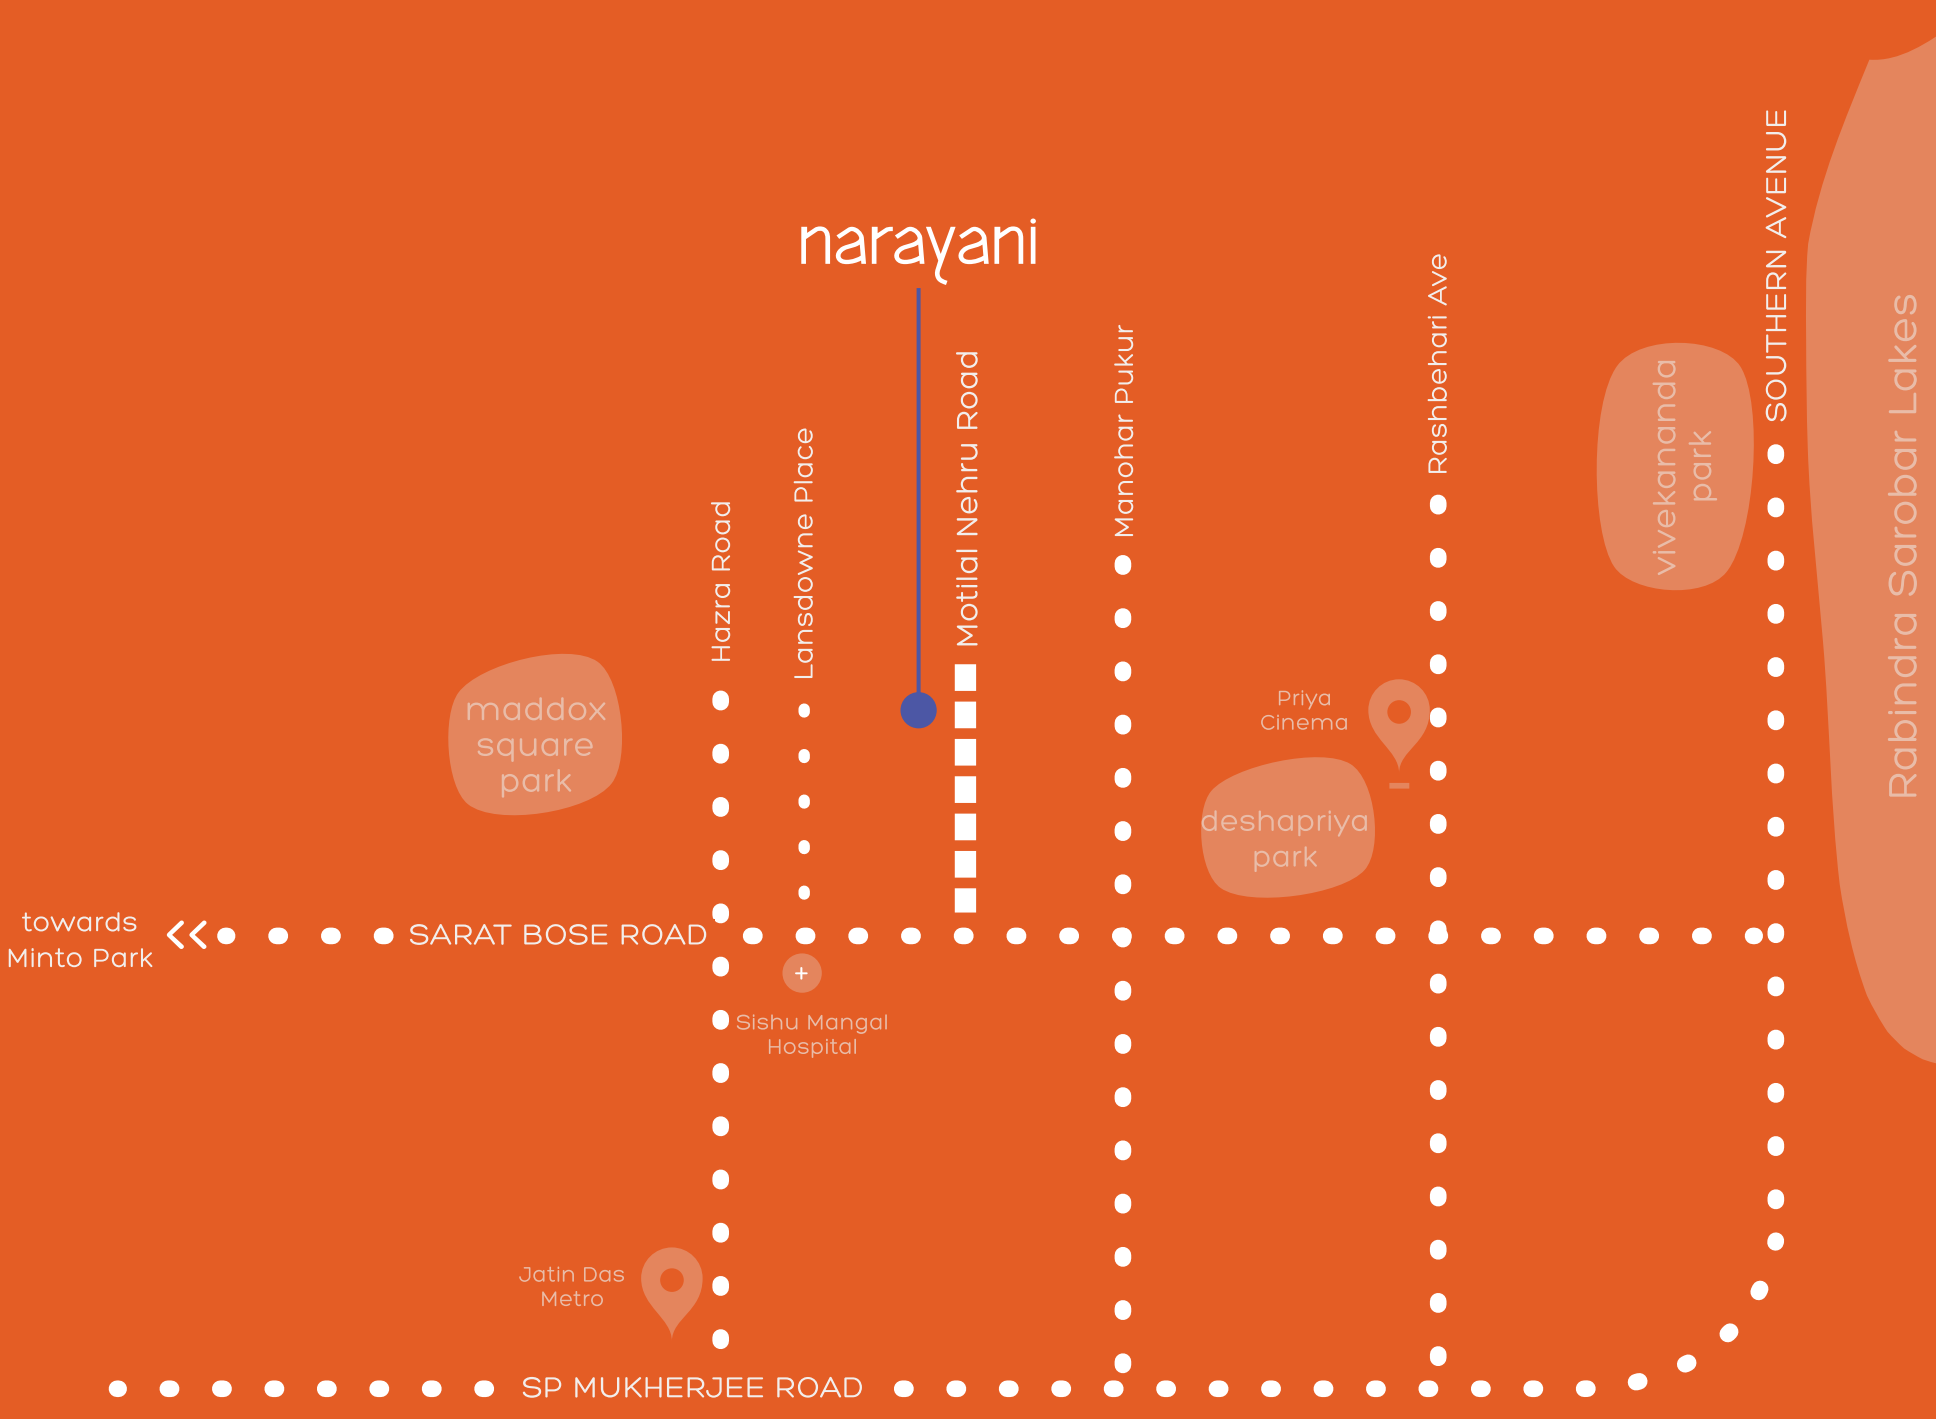 SOUTHERN AVENUE
narayani
Rashbehari Ave
Rabindra Sarobar Lakes
Manohar Pukur
Motilal Nehru Road
vivekananda
park
Lansdowne Place
Hazra Road
maddox
square
park
Priya
Cinema
deshapriya
park
towards
Minto Park
SARAT BOSE ROAD
Sishu Mangal
Hospital
Jatin Das
Metro
SP MUKHERJEE ROAD